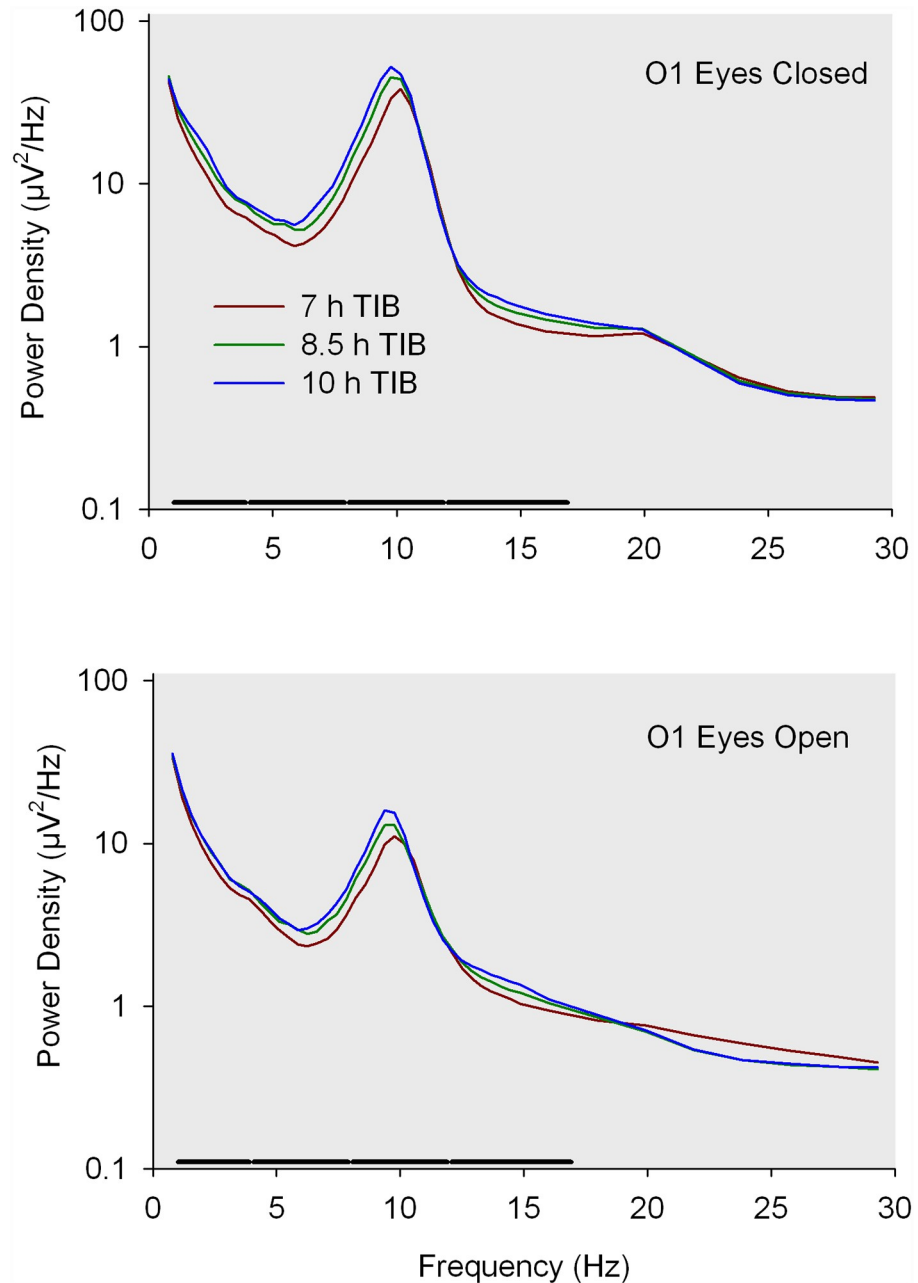 100
10
1
0.1
Power Density (µV²/Hz)
O1 Eyes Closed
7 h TIB
8.5 h TIB
10 h TIB
0 5 10 15 20 25 30
100
10
1
0.1
Power Density (µV²/Hz)
O1 Eyes Open
0 5 10 15 20 25 30
Frequency (Hz)